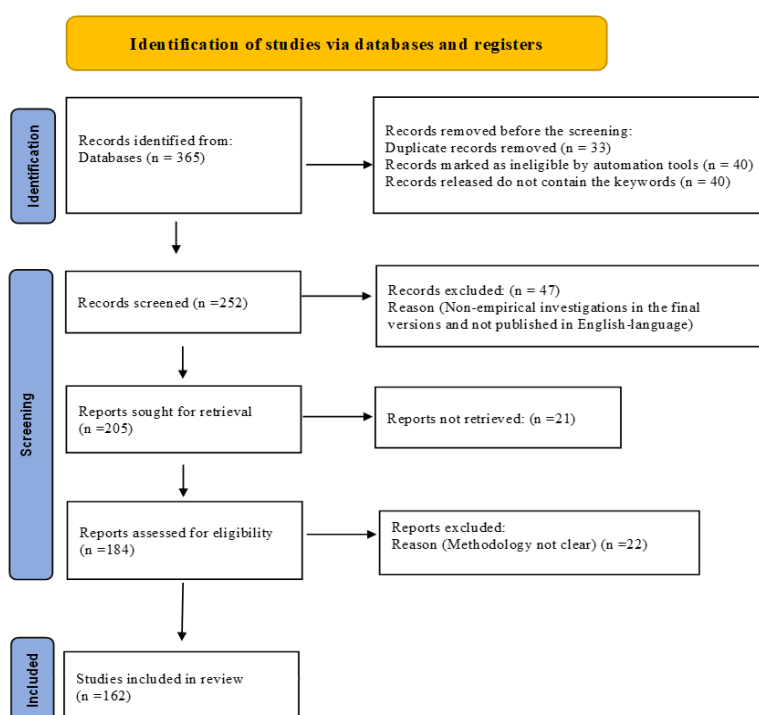 Identification of studies via databases and registers
Identification
Records identified from:
Databases (n = 365)
Records removed before the screening:
Duplicate records removed (n = 33)
Records marked as ineligible by automation tools (n = 40)
Records released do not contain the keywords (n = 40)
Screening
Records screened (n =252)
Records excluded: (n = 47)
Reason (Non-empirical investigations in the final
versions and not published in English-language)
Reports sought for retrieval
(n =205)
Reports not retrieved: (n =21)
Reports assessed for eligibility
(n =184)
Reports excluded:
Reason (Methodology not clear) (n =22)
Included
Studies included in review
(n =162)